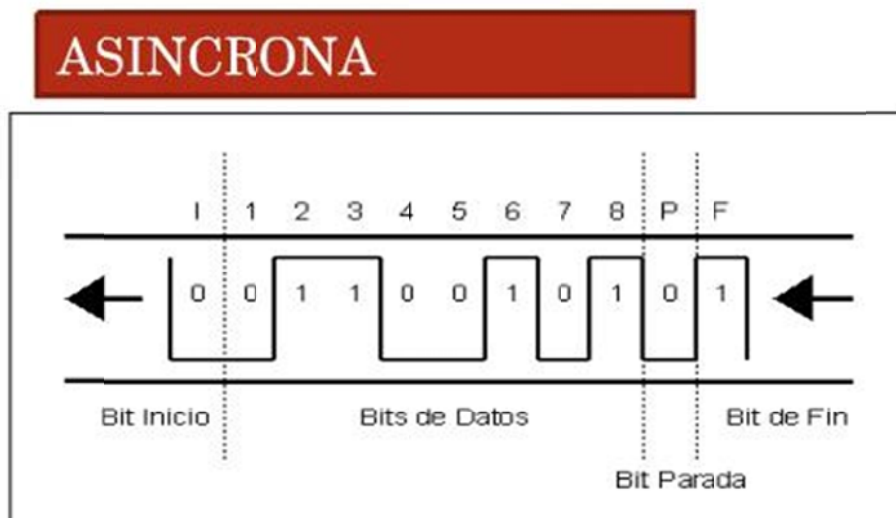 ASINCRONA
I 1 2 3 4 5 6 7 8 P F
0 0 1 1 0 0 1 0 1 0 1
Bit Inicio Bits de Datos Bit de Fin
Bit Parada